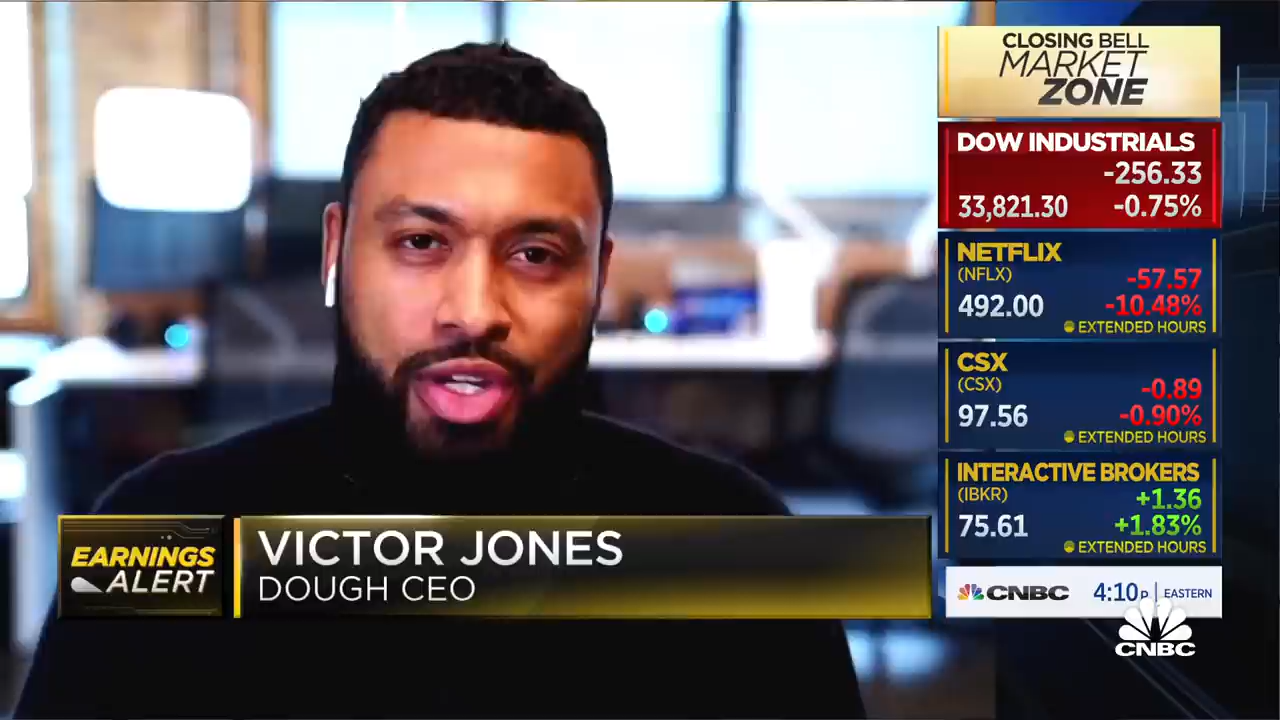 CLOSING BELL
MARKET
ZONE
DOW INDUSTRIALS
-256.33
33,821.30 -0.75%
NETFLIX
(NFLX) -57.57
492.00 -10.48%
EXTENDED HOURS
CSX
(CSX) -0.89
97.56 -0.90%
EXTENDED HOURS
INTERACTIVE BROKERS
(IBKR) +1.36
75.61 +1.83%
EXTENDED HOURS
CNBC 4:10P EASTERN
CNBC
EARNINGS
ALERT
VICTOR JONES
DOUGH CEO